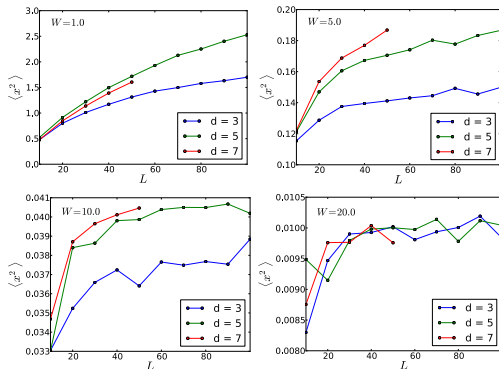 W=1.0
⟨x²⟩
3.0
2.5
2.0
1.5
1.0
0.5
0.0
20 40 60 80
L
d = 3
d = 5
d = 7
W=5.0
⟨x²⟩
0.20
0.18
0.16
0.14
0.12
0.10
20 40 60 80
L
d = 3
d = 5
d = 7
W=10.0
⟨x²⟩
0.041
0.040
0.039
0.038
0.037
0.036
0.035
0.034
0.033
20 40 60 80
L
d = 3
d = 5
d = 7
W=20.0
⟨x²⟩
0.0105
0.0100
0.0095
0.0090
0.0085
0.0080
20 40 60 80
L
d = 3
d = 5
d = 7